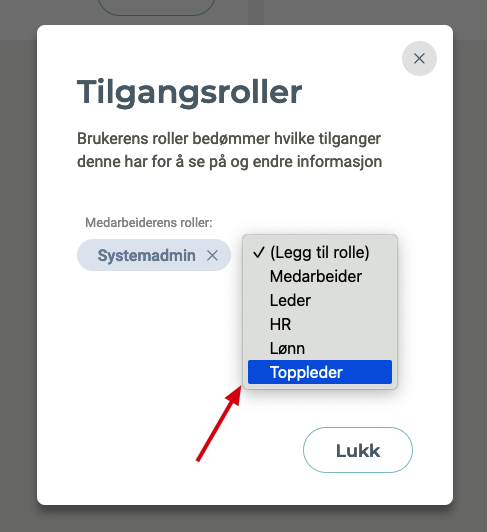 Tilgangsroller
Brukerens roller bedømmer hvilke tilganger
denne har for å se på og endre informasjon
Medarbeiderens roller:
Systemadmin ×
✓ (Legg til rolle)
Medarbeider
Leder
HR
Lønn
Toppleder
Lukk